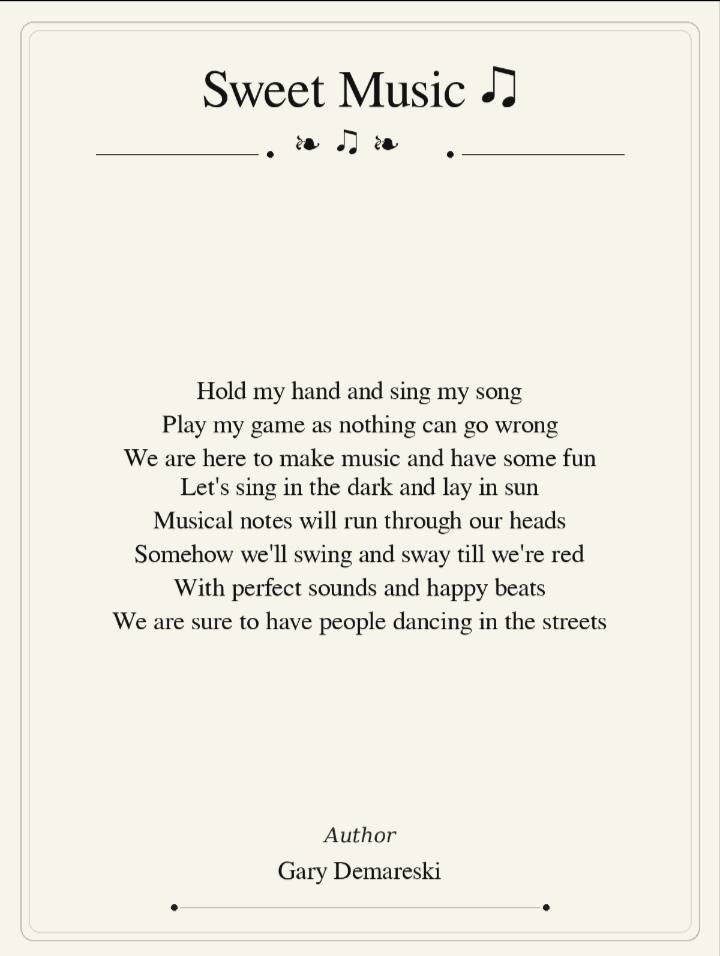 Sweet Music ♫
❧ ♫ ❧
Hold my hand and sing my song
Play my game as nothing can go wrong
We are here to make music and have some fun
Let's sing in the dark and lay in sun
Musical notes will run through our heads
Somehow we'll swing and sway till we're red
With perfect sounds and happy beats
We are sure to have people dancing in the streets
Author
Gary Demareski